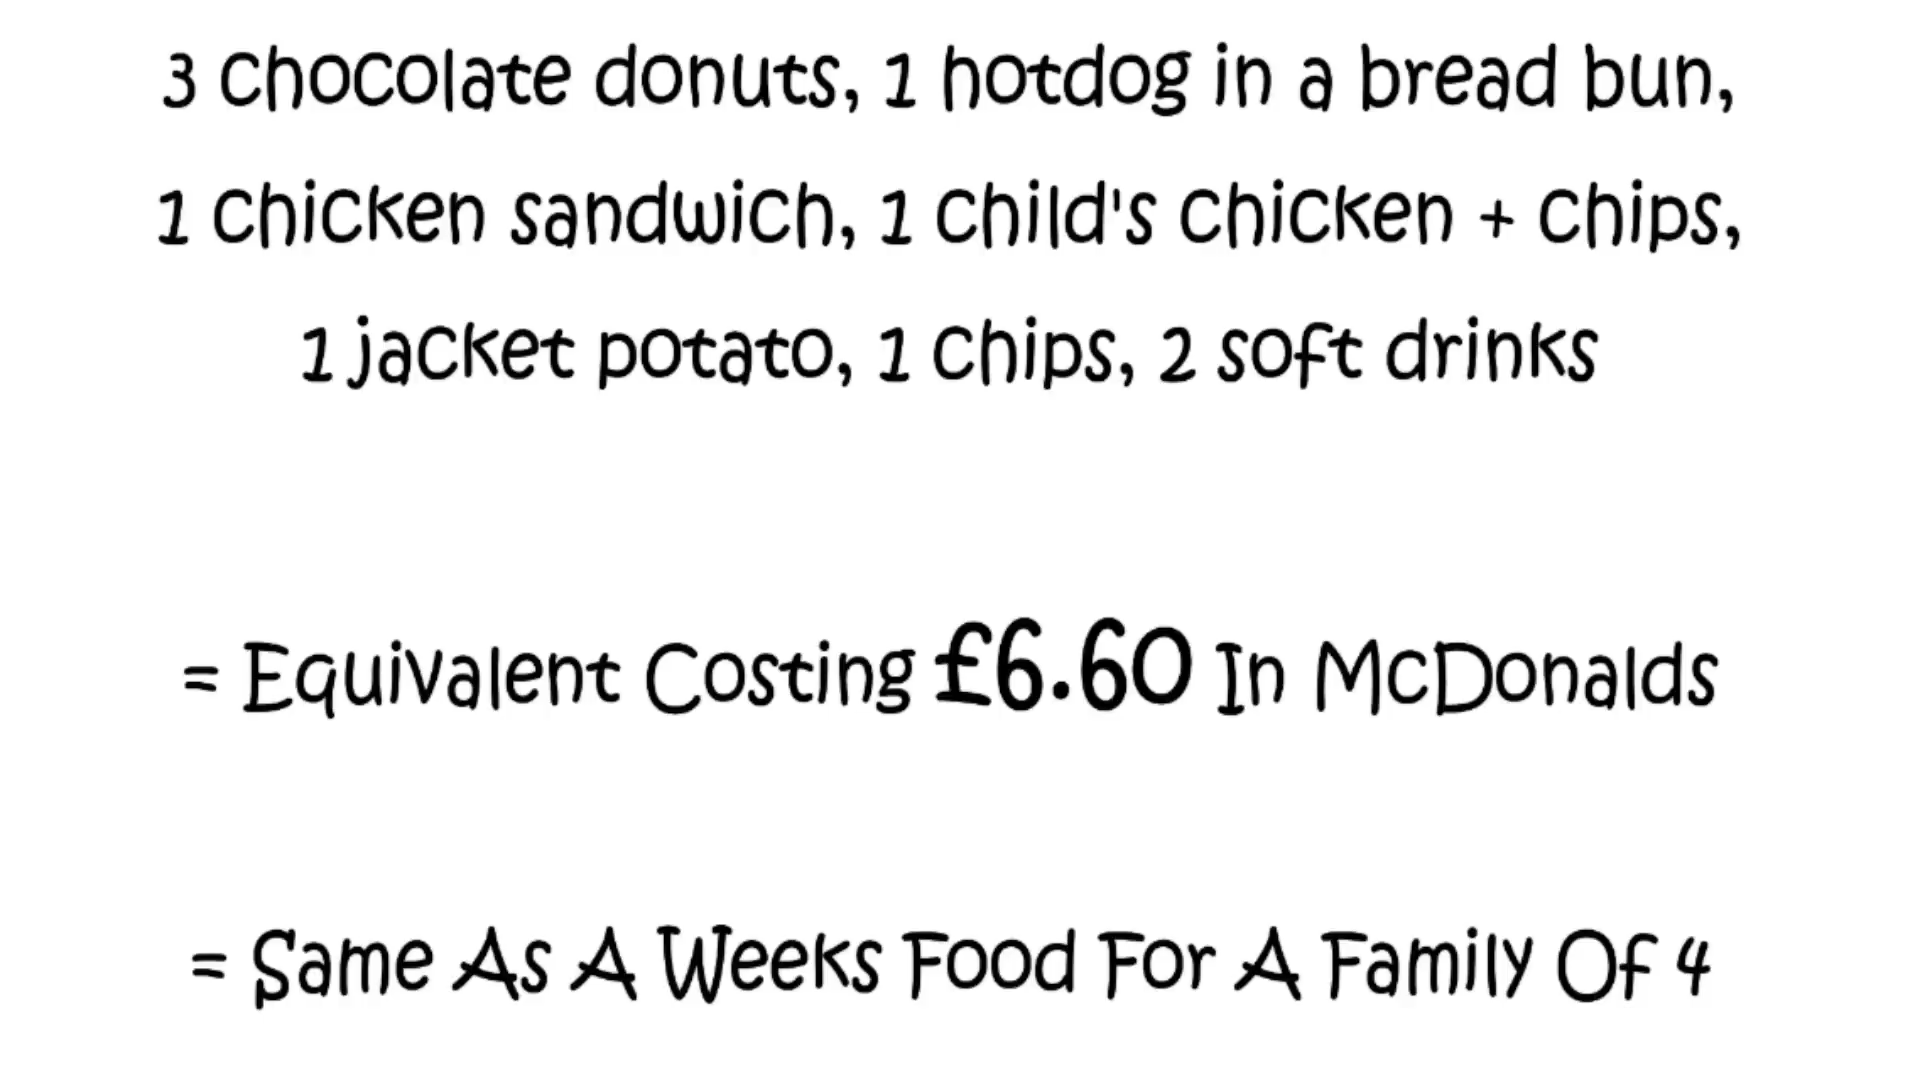 3 chocolate donuts, 1 hotdog in a bread bun,
1 chicken sandwich, 1 child's chicken + chips,
1 jacket potato, 1 chips, 2 soft drinks
= Equivalent Costing £6.60 In McDonalds
= Same As A Weeks Food For A Family Of 4